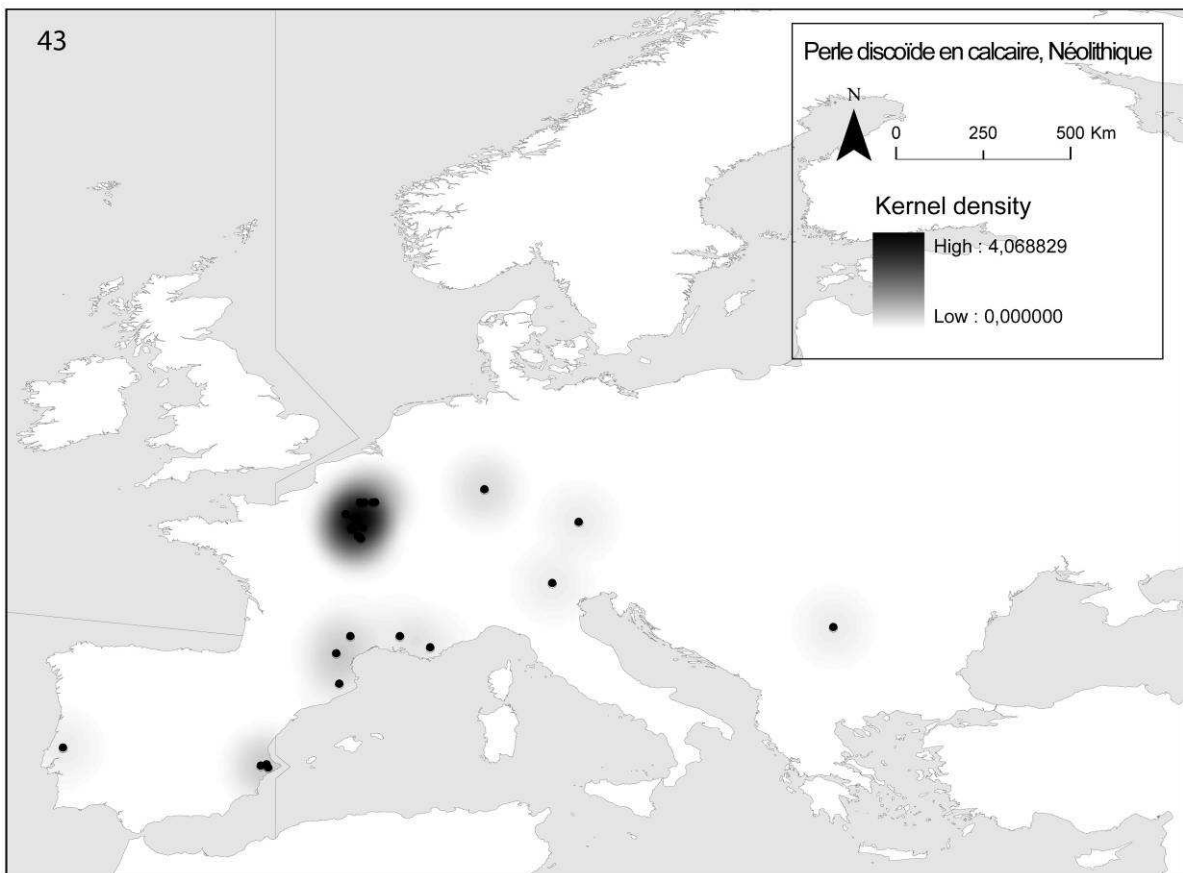 43
Perle discoïde en calcaire, Néolithique
N
0 250 500 Km
Kernel density
High : 4,068829
Low : 0,000000